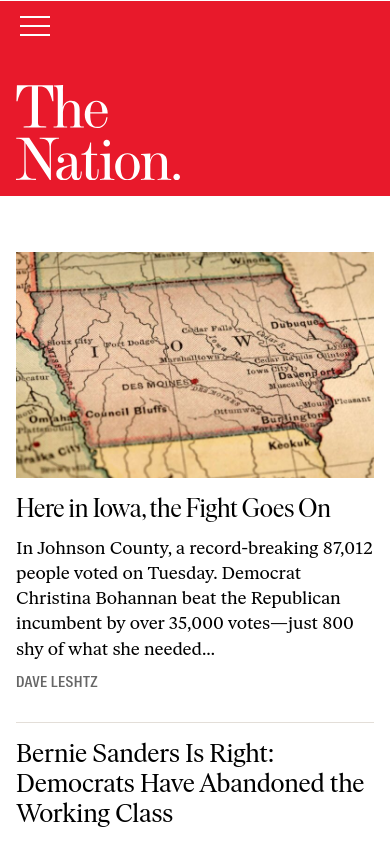 The
Nation.
Mankato
Winona
Sioux City
Fort Dodge
Cedar Falls
Dubuque
I O W A
Marshalltown
Cedar Rapids
Clinton
Iowa City
Davenport
DES MOINES
Muscatine
Omaha
Council Bluffs
Ottumwa
Mount Pleasant
Burlington
Fort Madison
Keokuk
Here in Iowa, the Fight Goes On
In Johnson County, a record-breaking 87,012
people voted on Tuesday. Democrat
Christina Bohannan beat the Republican
incumbent by over 35,000 votes—just 800
shy of what she needed…
DAVE LESHTZ
Bernie Sanders Is Right:
Democrats Have Abandoned the
Working Class